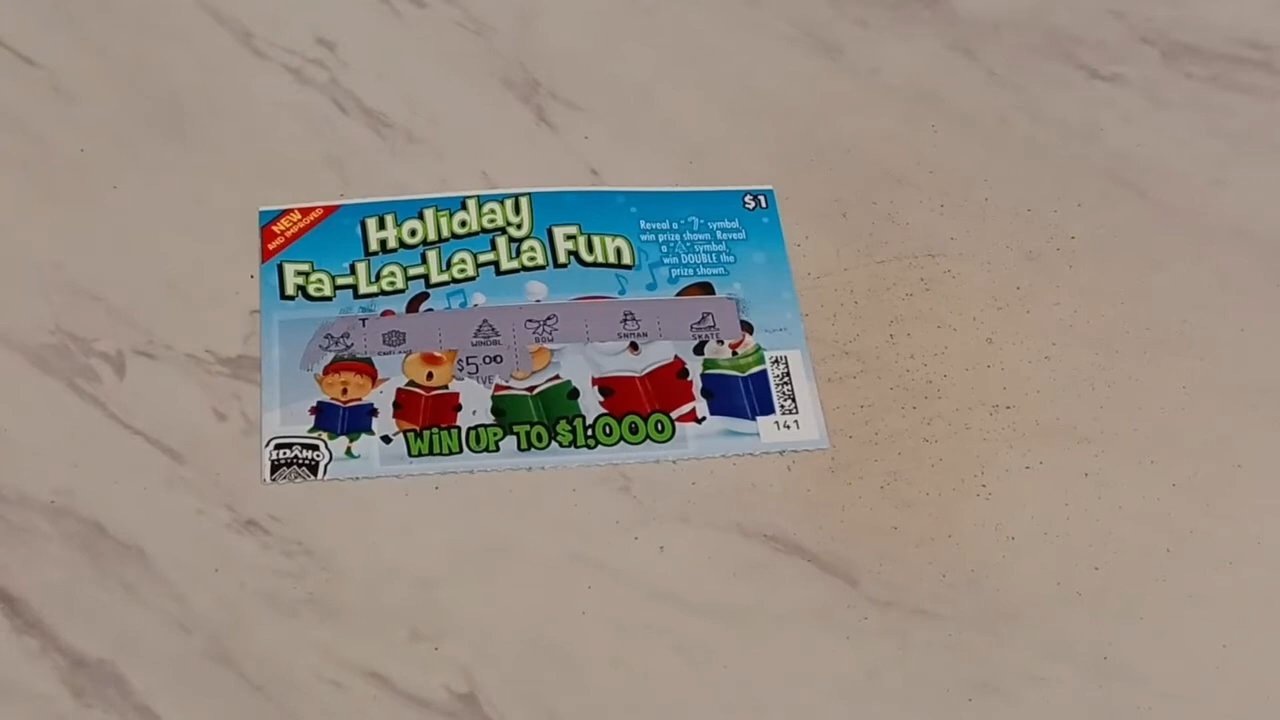 NEW
AND IMPROVED
Holiday
Fa-La-La-La Fun
$1
Reveal a " " symbol,
win prize shown. Reveal
a " " symbol,
win DOUBLE the
prize shown.
WINDBL
BOW
SNMAN
SKATE
$5.00
WIN UP TO $1,000
IDAHO
LOTTERY
141